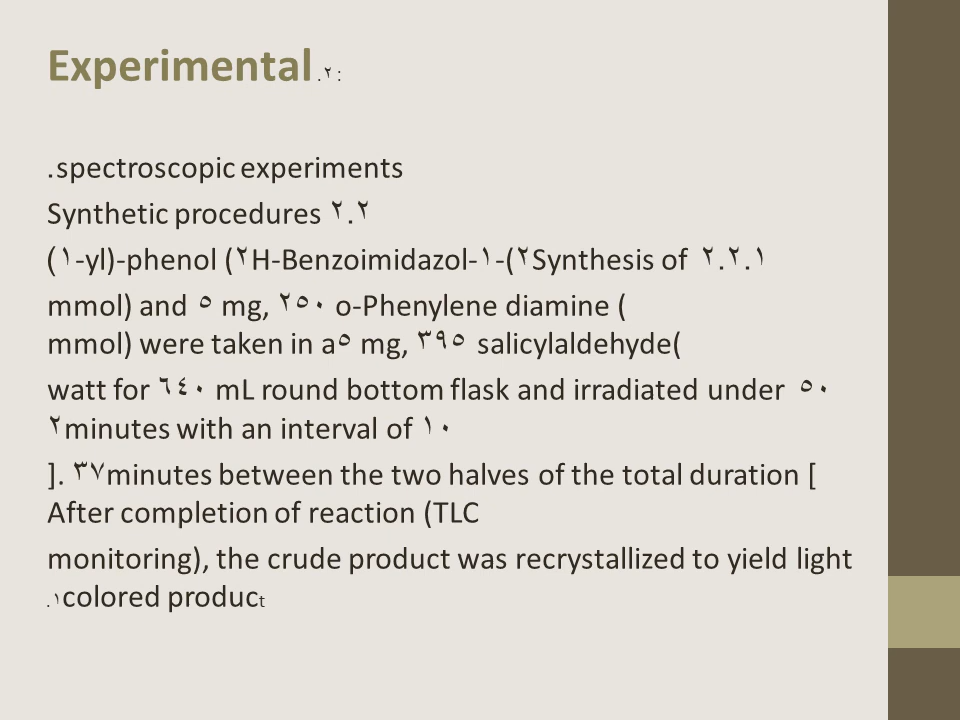 Experimental .٢ :
.spectroscopic experiments
Synthetic procedures ٢.٢
(١-yl)-phenol (٢H-Benzoimidazol-١-(٢Synthesis of ٢.٢.١
mmol) and ٥ mg, ٢٥٠ o-Phenylene diamine (
mmol) were taken in a٥ mg, ٣٩٥ salicylaldehyde(
watt for ٦٤٠ mL round bottom flask and irradiated under ٥٠
٢minutes with an interval of ١٠
]. ٣٧minutes between the two halves of the total duration [
After completion of reaction (TLC
monitoring), the crude product was recrystallized to yield light
.١colored product